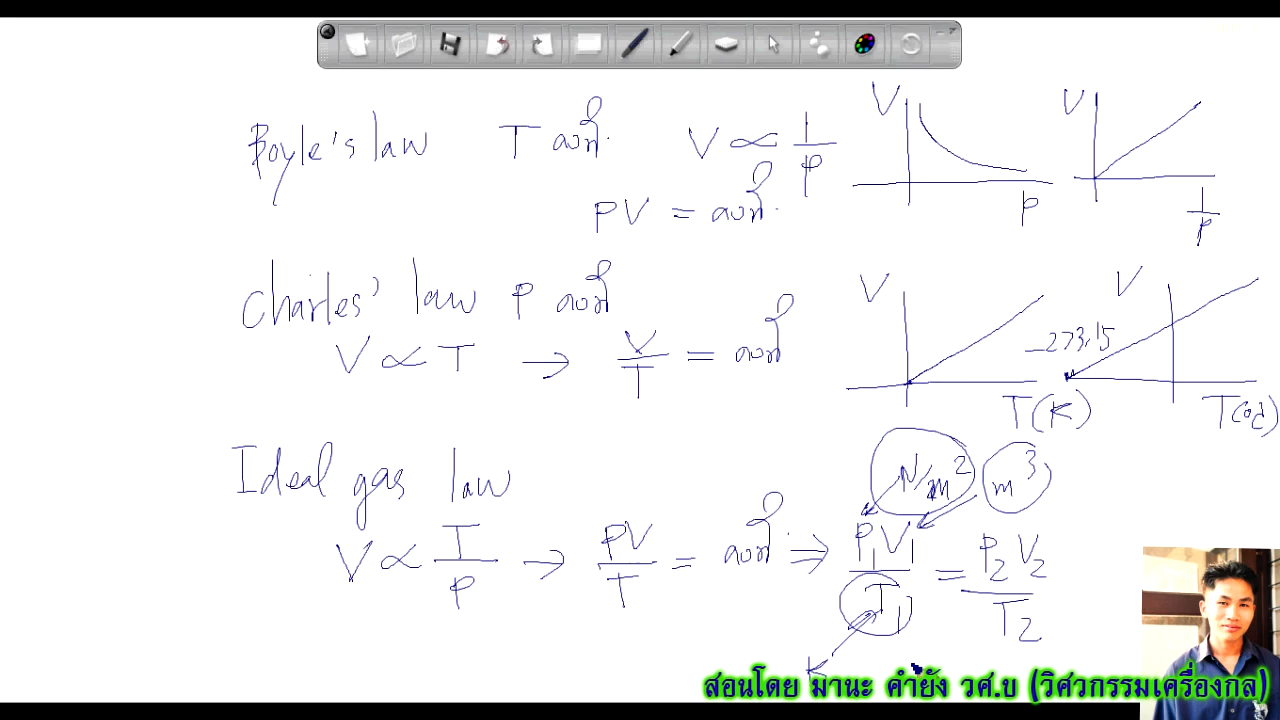 Boyle's law T คงที่ V ∝ 1/P
V P
V 1/P
PV = คงที่
Charles' law P คงที่
V ∝ T → V/T = คงที่
V T(K)
V -273.15 T(°C)
Ideal gas law
N/m² m³
V ∝ T/P → PV/T = คงที่ ⇒ P₁V₁/T₁ = P₂V₂/T₂
K
สอนโดย มานะ คำยัง วศ.ข (วิศวกรรมเครื่องกล)